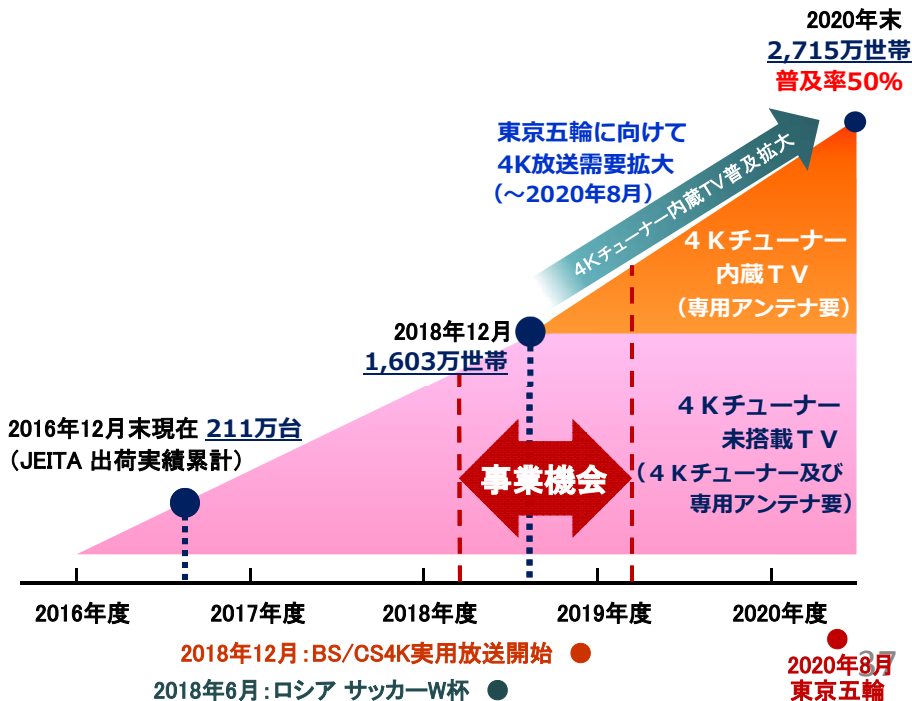 2020年末
2,715万世帯
普及率50%
東京五輪に向けて
4K放送需要拡大
(～2020年8月)
4Kチューナー内蔵TV普及拡大
４Ｋチューナー
内蔵ＴＶ
(専用アンテナ要)
2018年12月
1,603万世帯
2016年12月末現在 211万台
(JEITA 出荷実績累計)
４Ｋチューナー
未搭載ＴＶ
(４Ｋチューナー及び
専用アンテナ要)
事業機会
2016年度 2017年度 2018年度 2019年度 2020年度
2018年12月：BS/CS4K実用放送開始
2018年6月：ロシア サッカーW杯
2020年8月
東京五輪
37